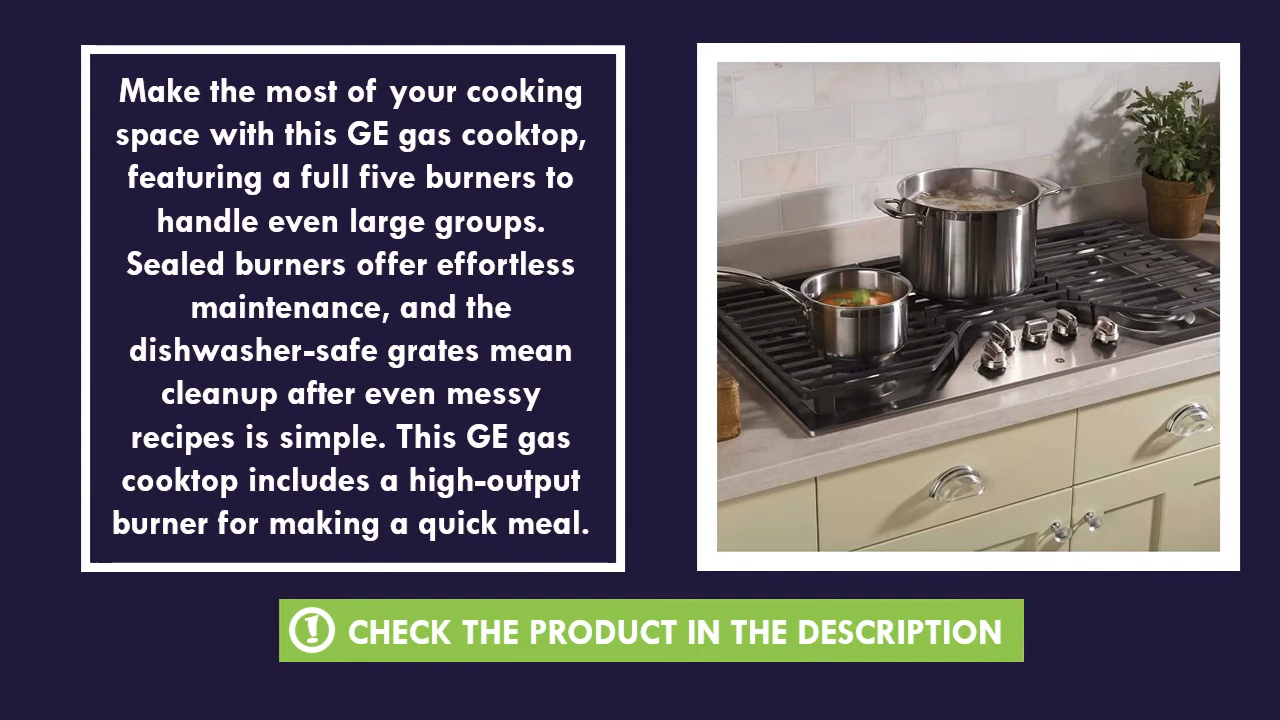 Make the most of your cooking
space with this GE gas cooktop,
featuring a full five burners to
handle even large groups.
Sealed burners offer effortless
maintenance, and the
dishwasher-safe grates mean
cleanup after even messy
recipes is simple. This GE gas
cooktop includes a high-output
burner for making a quick meal.
CHECK THE PRODUCT IN THE DESCRIPTION